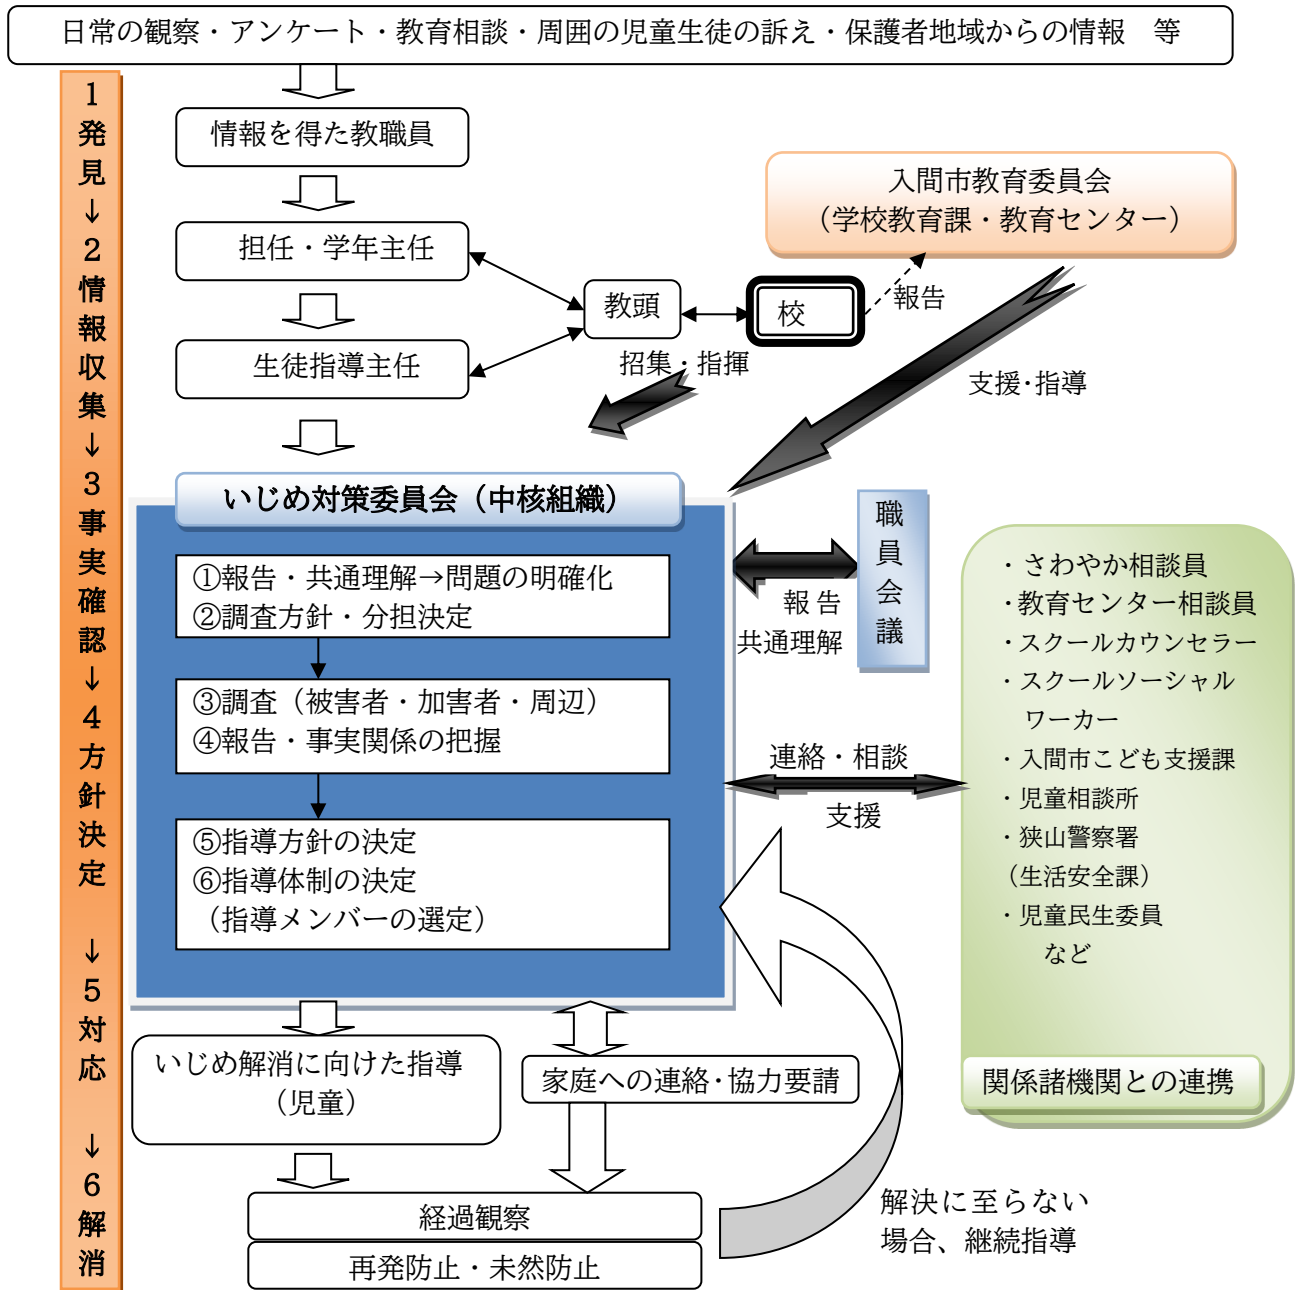 日常の観察・アンケート・教育相談・周囲の児童生徒の訴え・保護者地域からの情報　等
1発見↓2情報収集↓3事実確認↓4方針決定　↓5対応　↓6解消
情報を得た教職員
担任・学年主任
生徒指導主任
教頭
校
入間市教育委員会
（学校教育課・教育センター）
報告
招集・指揮
支援・指導
いじめ対策委員会（中核組織）
①報告・共通理解→問題の明確化
②調査方針・分担決定
③調査（被害者・加害者・周辺）
④報告・事実関係の把握
⑤指導方針の決定
⑥指導体制の決定
（指導メンバーの選定）
職員会議
報告
共通理解
連絡・相談
支援
・さわやか相談員
・教育センター相談員
・スクールカウンセラー
・スクールソーシャル
ワーカー
・入間市こども支援課
・児童相談所
・狭山警察署
（生活安全課）
・児童民生委員
など
関係諸機関との連携
いじめ解消に向けた指導
（児童）
家庭への連絡・協力要請
経過観察
再発防止・未然防止
解決に至らない
場合、継続指導